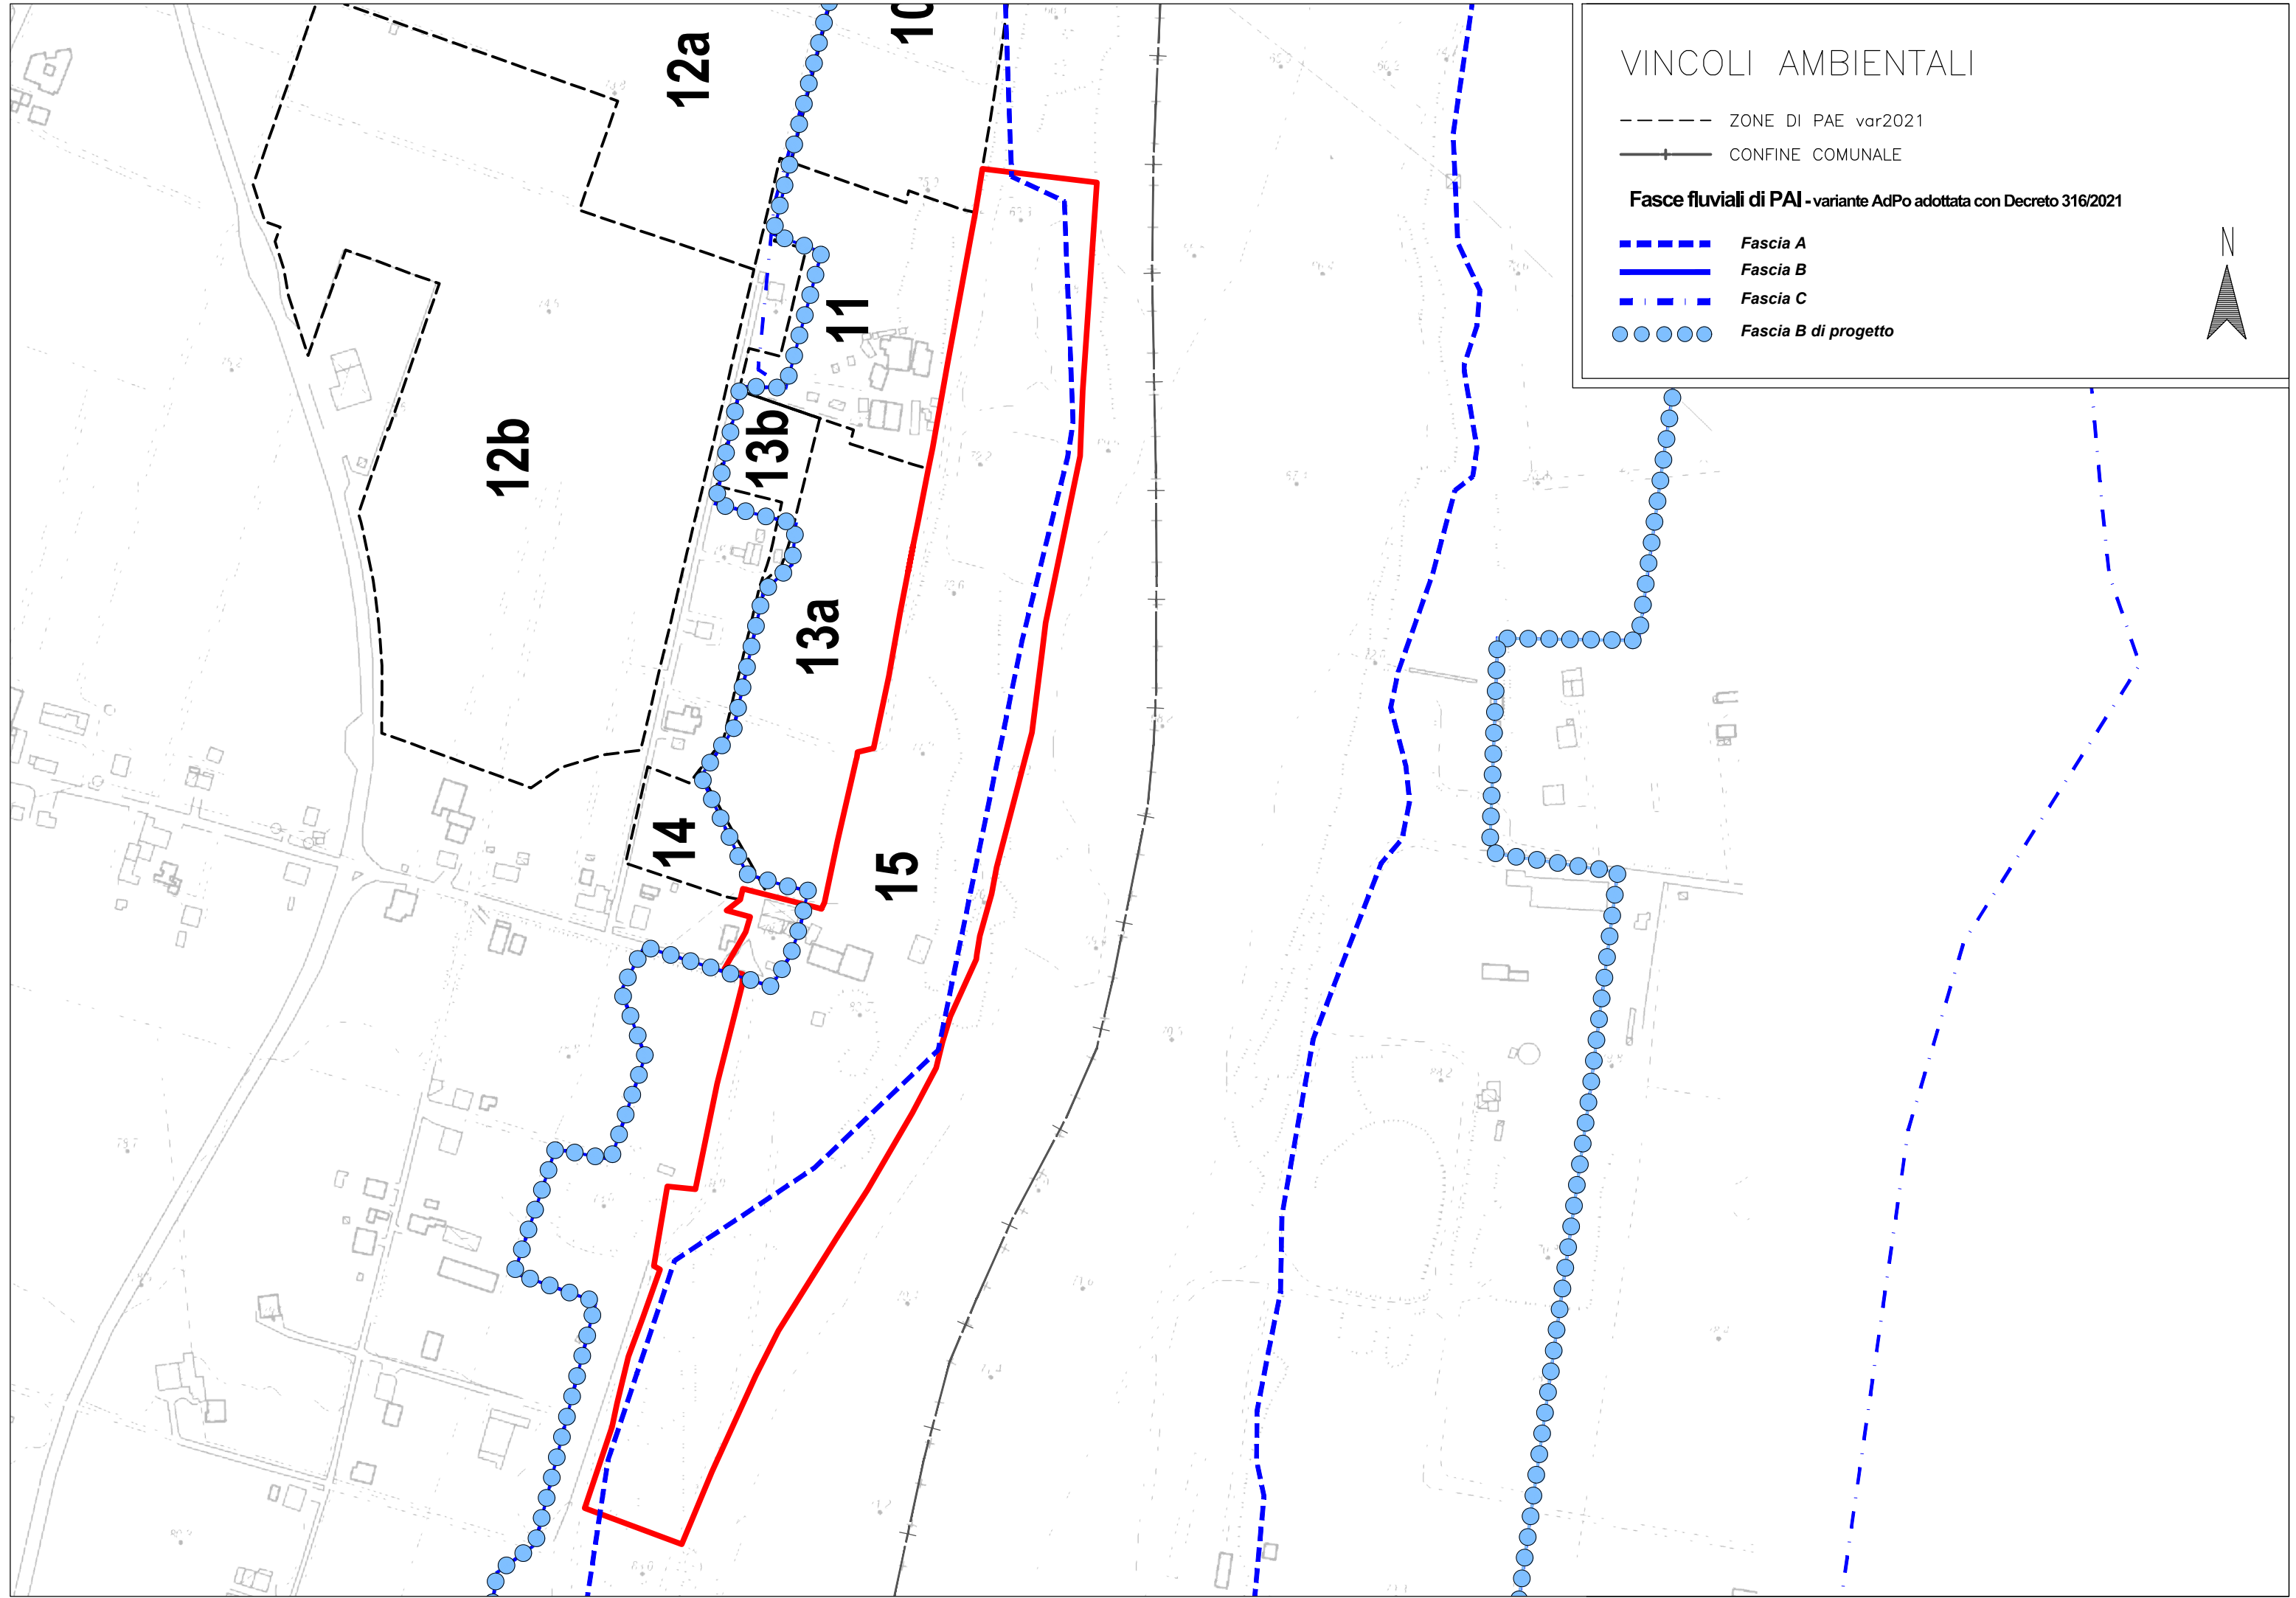 VINCOLI AMBIENTALI
ZONE DI PAE var2021
CONFINE COMUNALE
Fasce fluviali di PAI - variante AdPo adottata con Decreto 316/2021
Fascia A
Fascia B
Fascia C
Fascia B di progetto
N
12a
10
11
12b
13b
13a
14
15